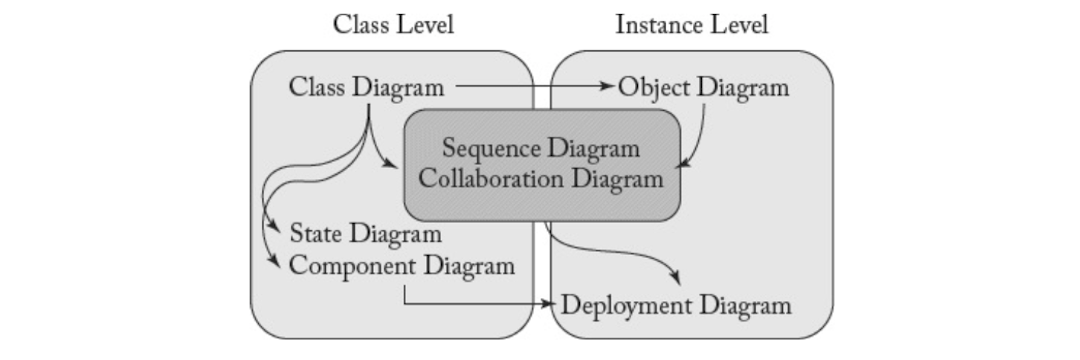 Class Level
Instance Level
Class Diagram
Object Diagram
Sequence Diagram
Collaboration Diagram
State Diagram
Component Diagram
Deployment Diagram